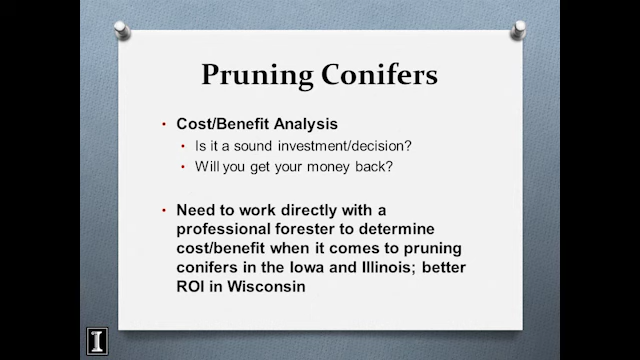 Pruning Conifers
• Cost/Benefit Analysis
• Is it a sound investment/decision?
• Will you get your money back?
• Need to work directly with a
professional forester to determine
cost/benefit when it comes to pruning
conifers in the Iowa and Illinois; better
ROI in Wisconsin
I